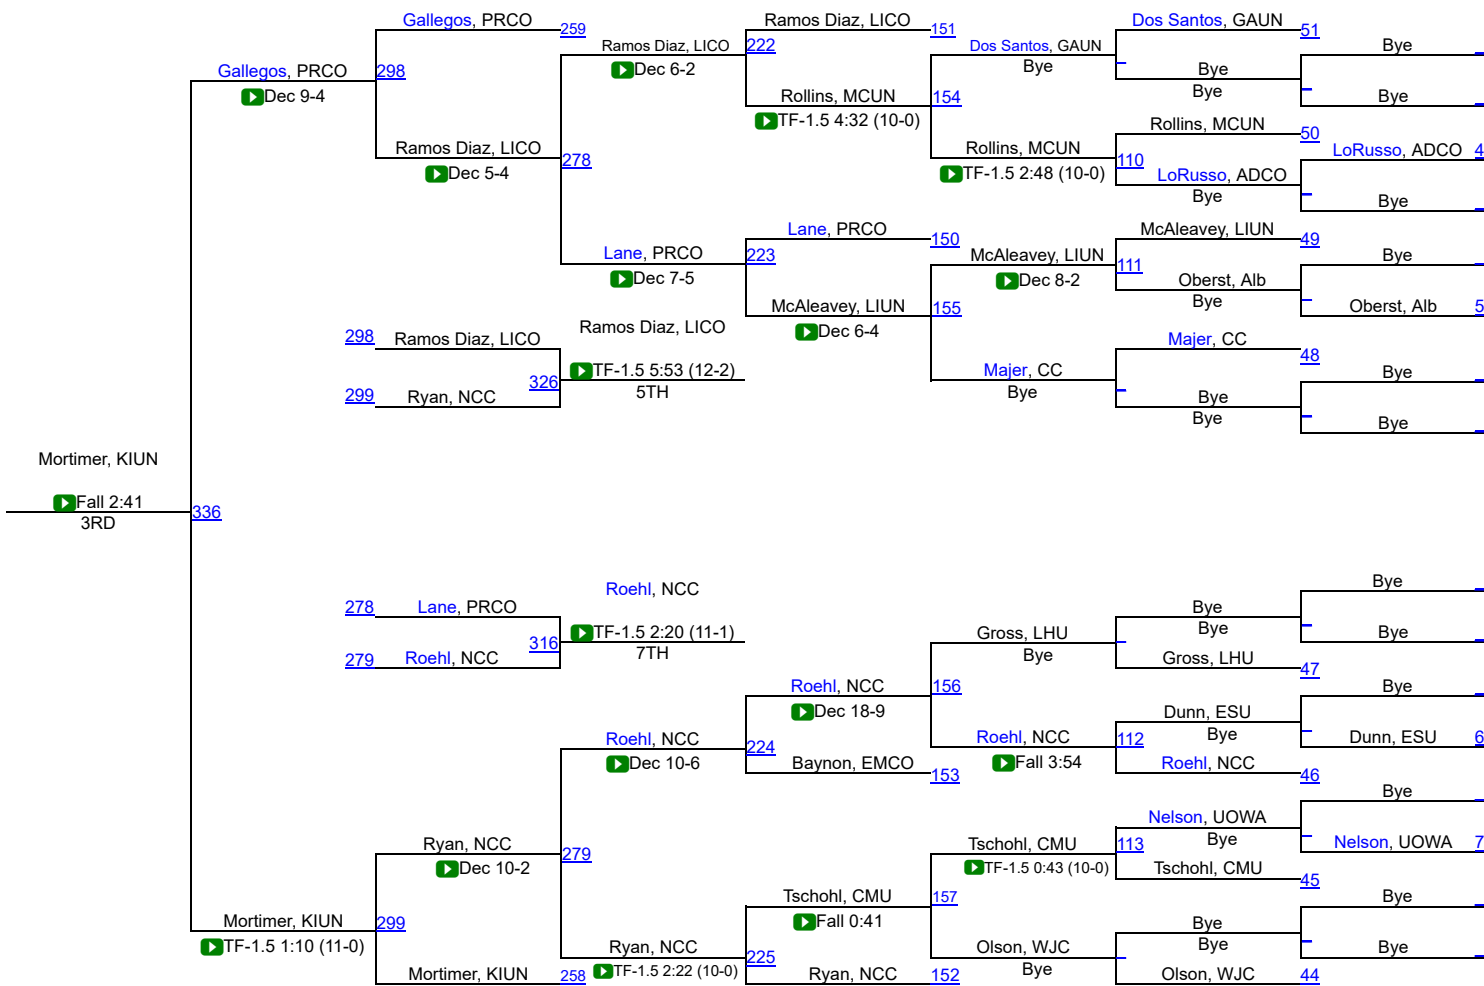 Gallegos, PRCO
259
Ramos Diaz, LICO
151
Dos Santos, GAUN
51
Ramos Diaz, LICO
222
Dos Santos, GAUN
Bye
Bye
Dec 6-2
Bye
Bye
Gallegos, PRCO
298
Rollins, MCUN
154
Bye
Bye
Dec 9-4
TF-1.5 4:32 (10-0)
Rollins, MCUN
50
Ramos Diaz, LICO
278
Rollins, MCUN
110
LoRusso, ADCO
4
Dec 5-4
TF-1.5 2:48 (10-0)
LoRusso, ADCO
Bye
Bye
Lane, PRCO
150
McAleavey, LIUN
49
Lane, PRCO
223
McAleavey, LIUN
111
Bye
Dec 7-5
Dec 8-2
Oberst, Alb
Bye
McAleavey, LIUN
155
Oberst, Alb
5
Dec 6-4
298
Ramos Diaz, LICO
Ramos Diaz, LICO
Majer, CC
48
326
TF-1.5 5:53 (12-2)
5TH
Majer, CC
Bye
Bye
299
Ryan, NCC
Bye
Bye
Bye
Mortimer, KIUN
Fall 2:41
3RD
336
Roehl, NCC
Bye
278
Lane, PRCO
Bye
Bye
316
TF-1.5 2:20 (11-1)
7TH
Gross, LHU
Bye
Bye
279
Roehl, NCC
Gross, LHU
47
Roehl, NCC
156
Bye
Dec 18-9
Dunn, ESU
Bye
Roehl, NCC
224
Roehl, NCC
112
Dunn, ESU
6
Dec 10-6
Baynon, EMCO
153
Fall 3:54
Roehl, NCC
46
Bye
Nelson, UOWA
Bye
Ryan, NCC
279
Tschohl, CMU
113
Nelson, UOWA
7
Dec 10-2
TF-1.5 0:43 (10-0)
Tschohl, CMU
45
Tschohl, CMU
157
Bye
Mortimer, KIUN
299
Fall 0:41
Bye
Bye
TF-1.5 1:10 (11-0)
Ryan, NCC
225
Olson, WJC
Bye
Bye
TF-1.5 2:22 (10-0)
Mortimer, KIUN
258
Ryan, NCC
152
Olson, WJC
44